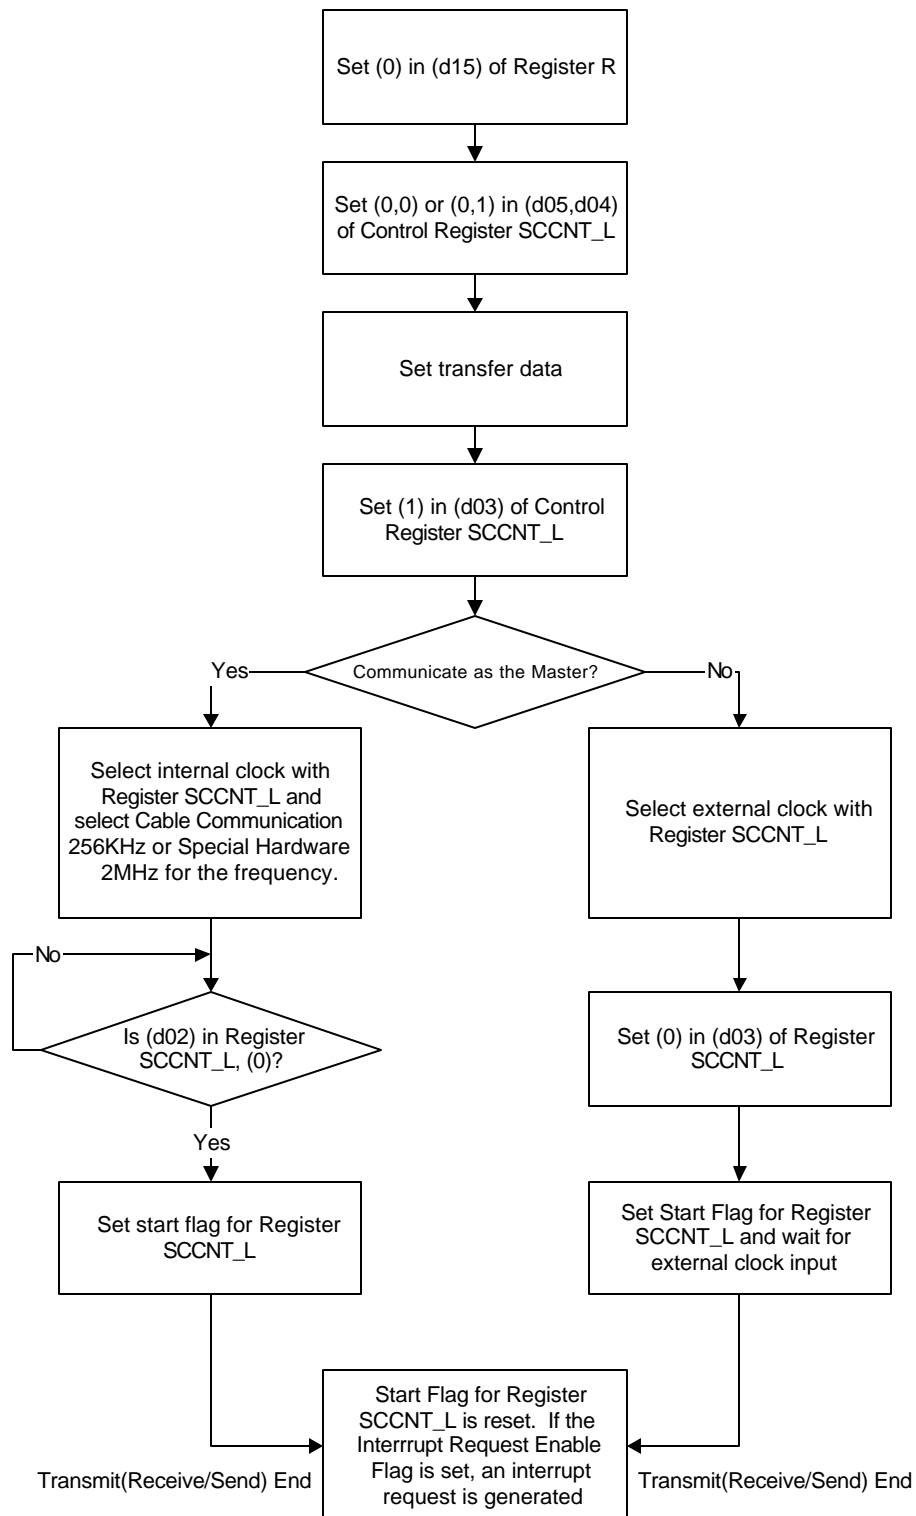 Set (0) in (d15) of Register R
Set (0,0) or (0,1) in (d05,d04)
of Control Register SCCNT_L
Set transfer data
Set (1) in (d03) of Control
Register SCCNT_L
Communicate as the Master?
Yes
No
Select internal clock with
Register SCCNT_L and
select Cable Communication
256KHz or Special Hardware
2MHz for the frequency.
Select external clock with
Register SCCNT_L
No
Is (d02) in Register
SCCNT_L, (0)?
Set (0) in (d03) of Register
SCCNT_L
Yes
Set start flag for Register
SCCNT_L
Set Start Flag for Register
SCCNT_L and wait for
external clock input
Start Flag for Register
SCCNT_L is reset. If the
Interrrupt Request Enable
Flag is set, an interrupt
request is generated
Transmit(Receive/Send) End
Transmit(Receive/Send) End